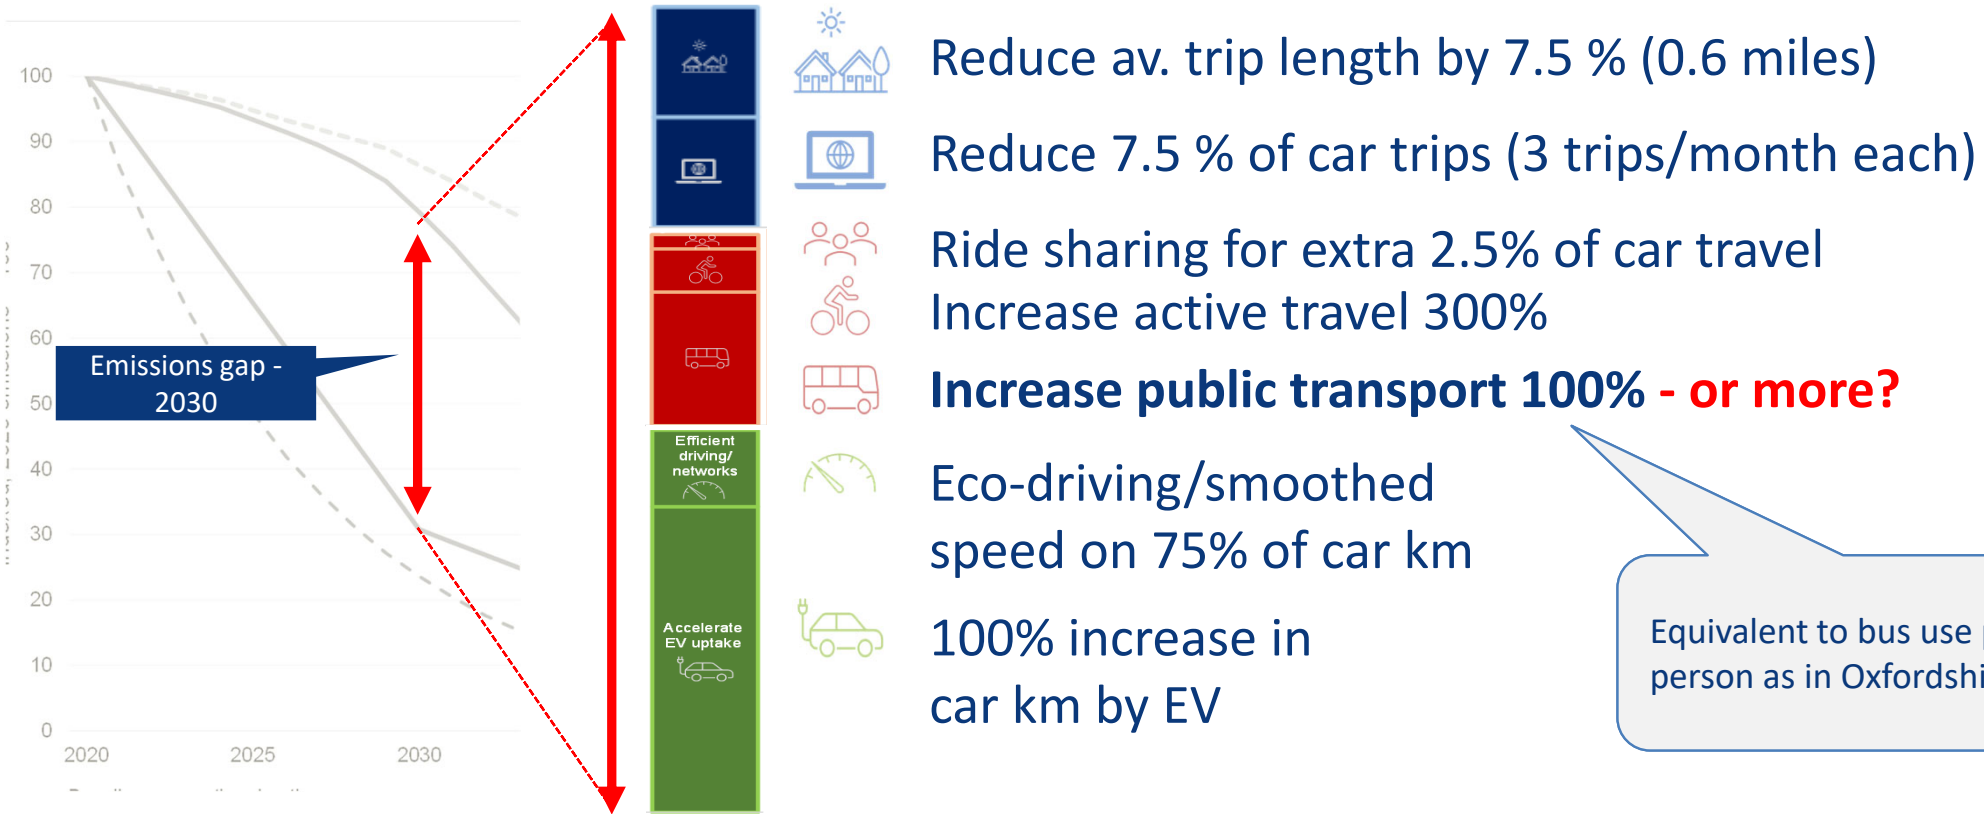 100
90
80
70
60
50
40
30
20
10
0
2020
2025
2030
Emissions gap -
2030
Efficient
driving/
networks
Accelerate
EV uptake
Reduce av. trip length by 7.5 % (0.6 miles)
Reduce 7.5 % of car trips (3 trips/month each)
Ride sharing for extra 2.5% of car travel
Increase active travel 300%
Increase public transport 100% - or more?
Eco-driving/smoothed
speed on 75% of car km
100% increase in
car km by EV
Equivalent to bus use
person as in